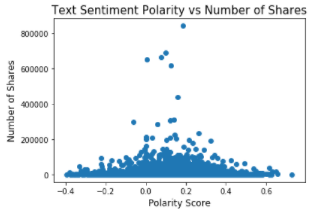 Text Sentiment Polarity vs Number of Shares
Number of Shares
800000
600000
400000
200000
0
−0.4 −0.2 0.0 0.2 0.4 0.6
Polarity Score